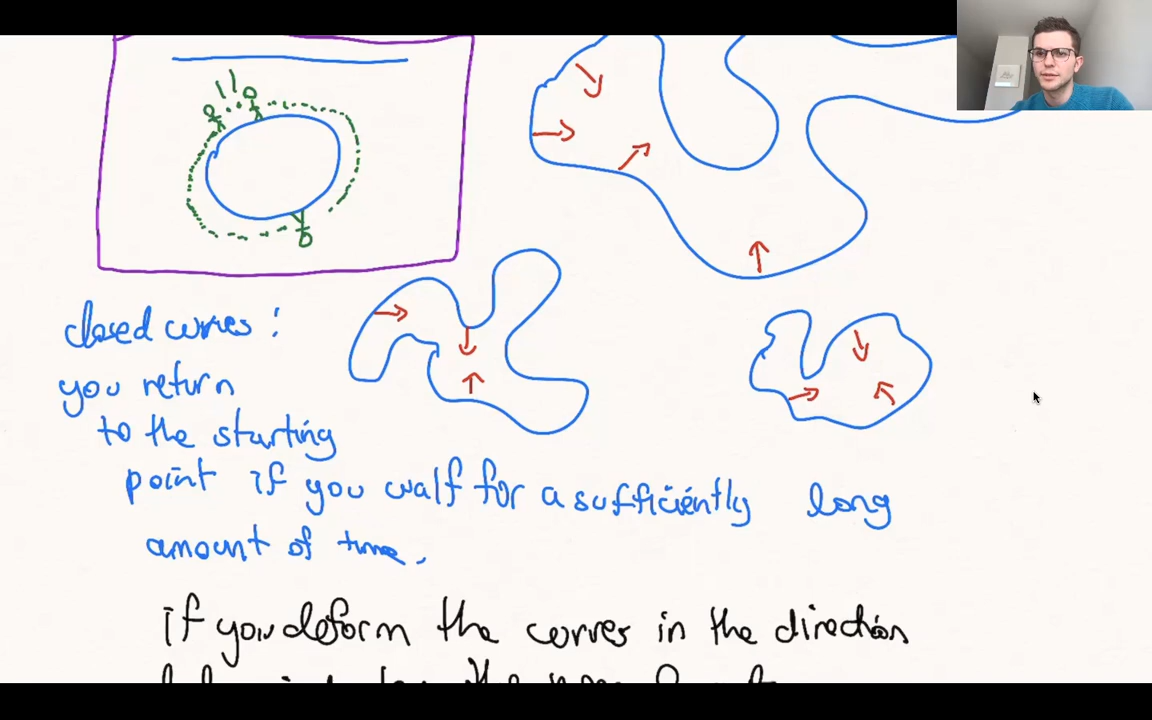 closed curves :
you return
to the starting
point if you walf for a sufficiently long
amount of time.
if you deform the curves in the direction